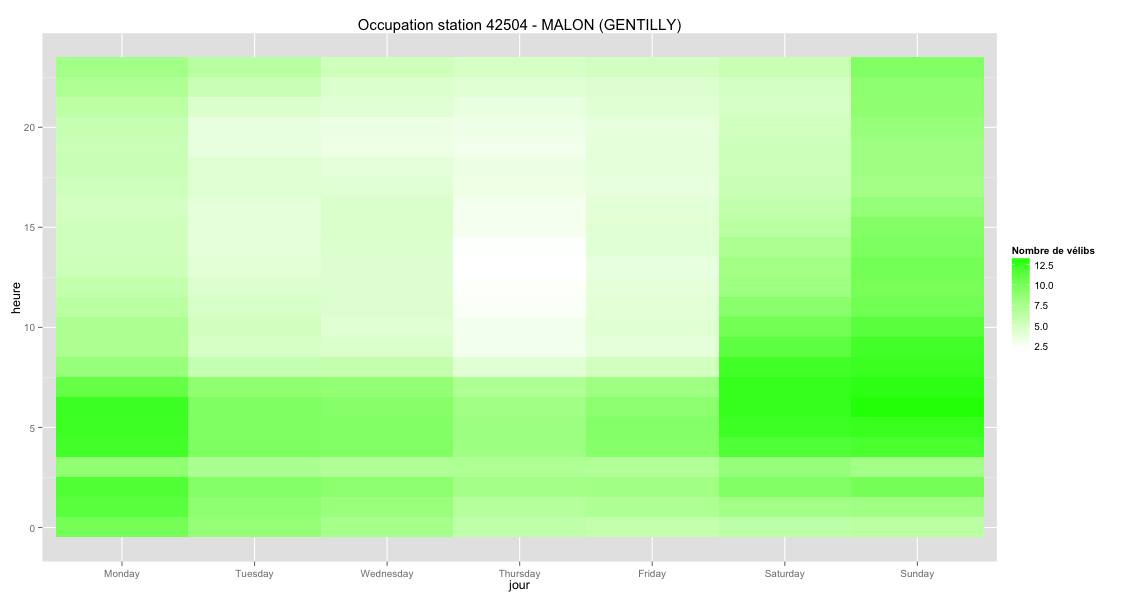 Occupation station 42504 - MALON (GENTILLY)
heure
20
15
10
5
0
Monday Tuesday Wednesday Thursday Friday Saturday Sunday
jour
Nombre de vélibs
12.5
10.0
7.5
5.0
2.5